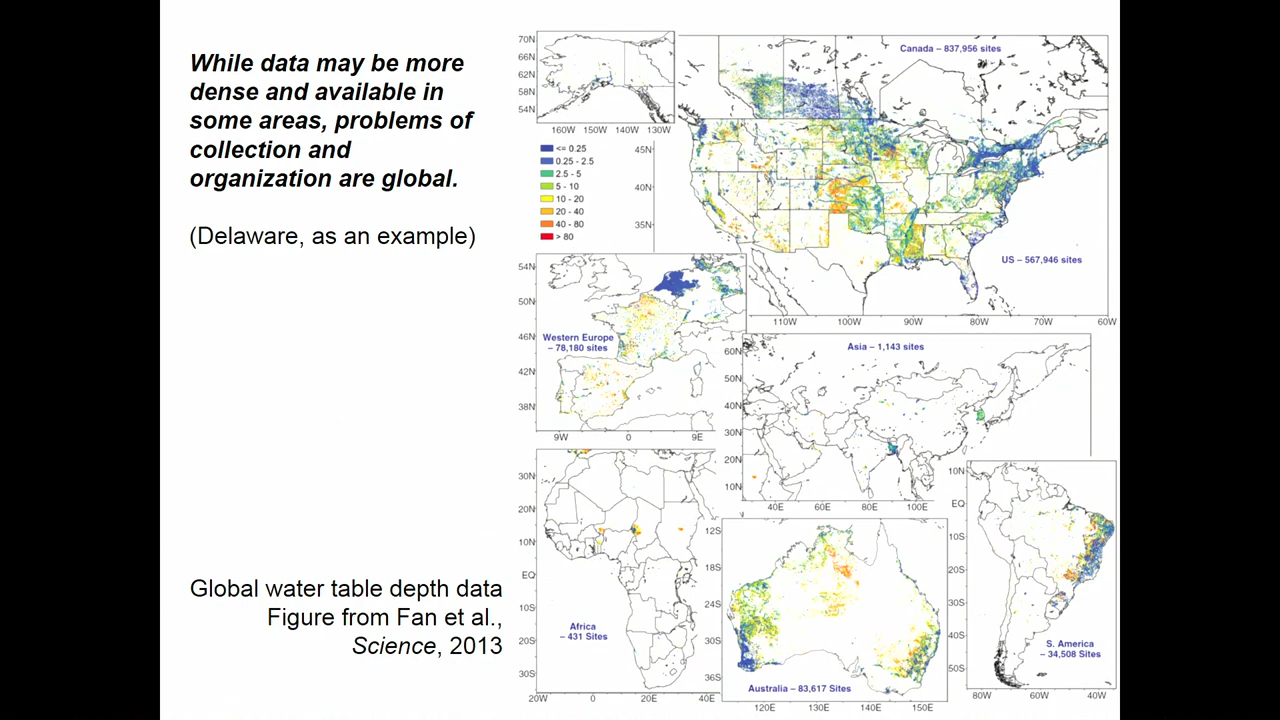 While data may be more
dense and available in
some areas, problems of
collection and
organization are global.
(Delaware, as an example)
Global water table depth data
Figure from Fan et al.,
Science, 2013
70N
66N
62N
58N
54N
160W 150W 140W 130W
Canada – 837,956 sites
<= 0.25
0.25 - 2.5
2.5 - 5
5 - 10
10 - 20
20 - 40
40 - 80
> 80
45N
40N
35N
US – 567,946 sites
110W 100W 90W 80W 70W 60W
54N
50N
46N
42N
38N
Western Europe
– 78,180 sites
9W 0 9E
Asia – 1,143 sites
60N
50N
40N
30N
20N
10N
40E 60E 80E 100E
30N
20N
10N
EQ
10S
20S
30S
Africa
– 431 Sites
20W 0 20E 40E
12S
18S
24S
30S
36S
Australia – 83,617 Sites
120E 130E 140E 150E
10N
EQ
10S
20S
30S
40S
50S
S. America
– 34,508 Sites
80W 60W 40W